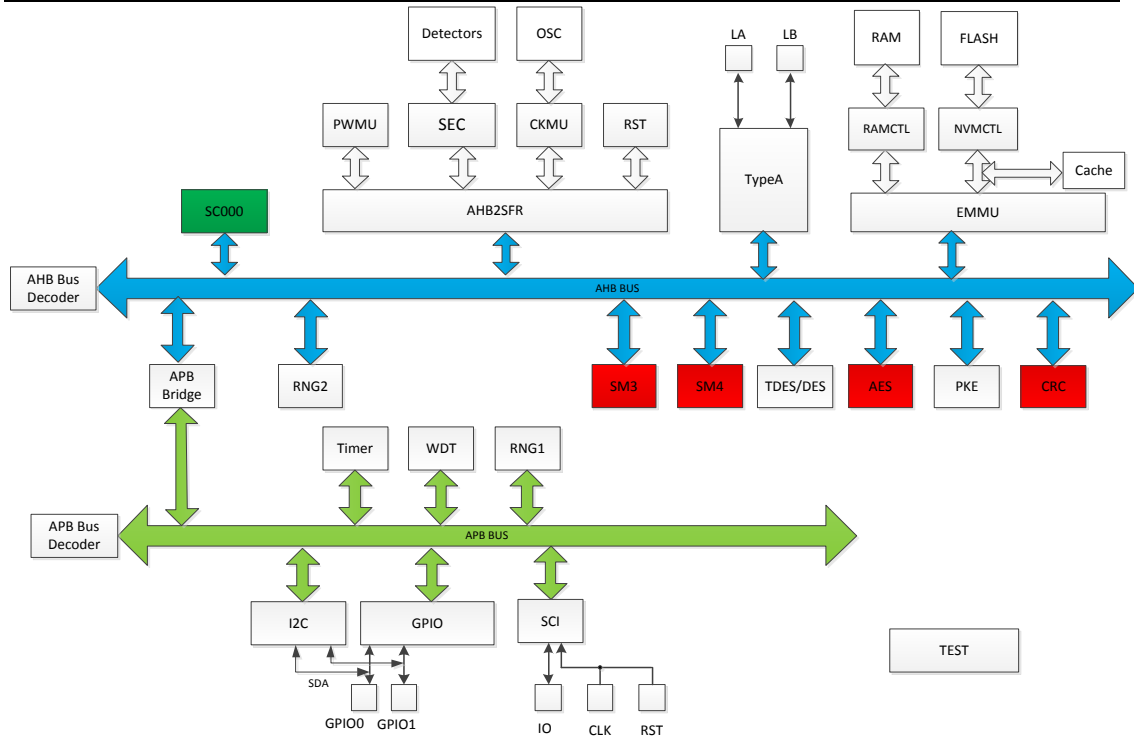 Detectors
OSC
LA
LB
RAM
FLASH
PWMU
SEC
CKMU
RST
RAMCTL
NVMCTL
TypeA
Cache
SC000
AHB2SFR
EMMU
AHB Bus
Decoder
AHB BUS
APB
Bridge
RNG2
SM3
SM4
TDES/DES
AES
PKE
CRC
Timer
WDT
RNG1
APB Bus
Decoder
APB BUS
I2C
GPIO
SCI
TEST
SDA
GPIO0
GPIO1
IO
CLK
RST